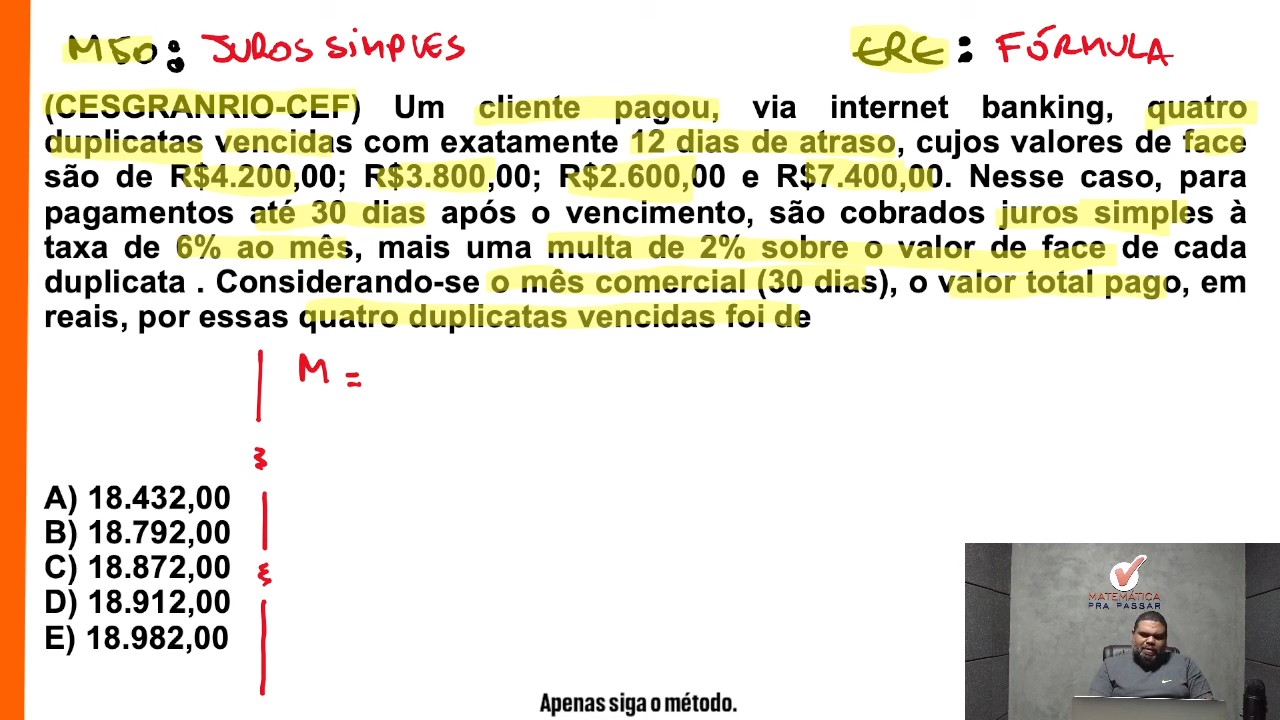 M50: JUROS SIMPLES
CRE: FÓRMULA
(CESGRANRIO-CEF) Um cliente pagou, via internet banking, quatro
duplicatas vencidas com exatamente 12 dias de atraso, cujos valores de face
são de R$4.200,00; R$3.800,00; R$2.600,00 e R$7.400,00. Nesse caso, para
pagamentos até 30 dias após o vencimento, são cobrados juros simples à
taxa de 6% ao mês, mais uma multa de 2% sobre o valor de face de cada
duplicata . Considerando-se o mês comercial (30 dias), o valor total pago, em
reais, por essas quatro duplicatas vencidas foi de
M =
A) 18.432,00
B) 18.792,00
C) 18.872,00
D) 18.912,00
E) 18.982,00
MATEMÁTICA
PRA PASSAR
Apenas siga o método.